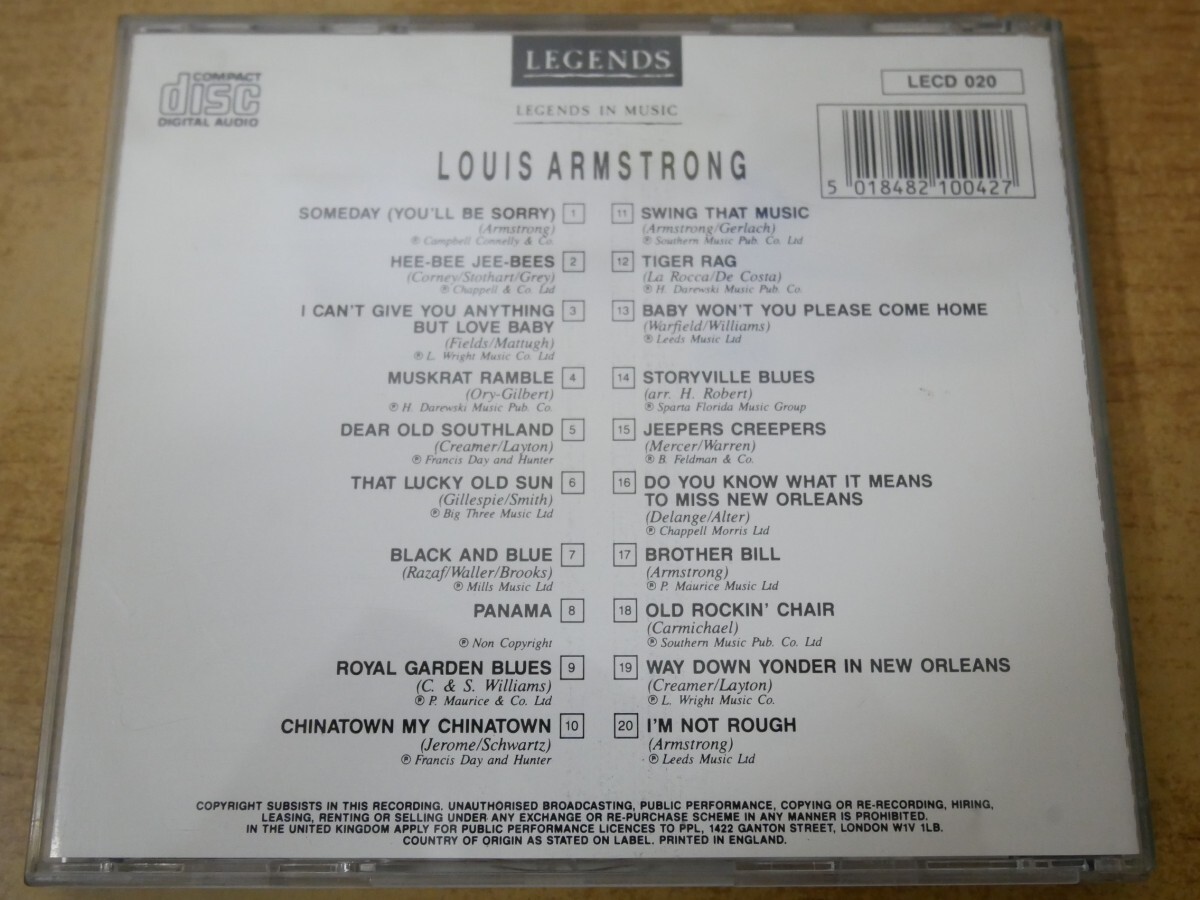 COMPACT
disc
DIGITAL AUDIO
LEGENDS
LEGENDS IN MUSIC
LECD 020
5 018482 100427
LOUIS ARMSTRONG
SOMEDAY (YOU'LL BE SORRY) 1
(Armstrong)
℗ Campbell Connelly & Co.
HEE-BEE JEE-BEES 2
(Corney/Stothart/Grey)
℗ Chappell & Co. Ltd
I CAN'T GIVE YOU ANYTHING 3
BUT LOVE BABY
(Fields/Mattugh)
℗ L. Wright Music Co Ltd
MUSKRAT RAMBLE 4
(Ory-Gilbert)
℗ H. Darewski Music Pub. Co.
DEAR OLD SOUTHLAND 5
(Creamer/Layton)
℗ Francis Day and Hunter
THAT LUCKY OLD SUN 6
(Gillespie/Smith)
℗ Big Three Music Ltd
BLACK AND BLUE 7
(Razaf/Waller/Brooks)
℗ Mills Music Ltd
PANAMA 8
℗ Non Copyright
ROYAL GARDEN BLUES 9
(C. & S. Williams)
℗ P. Maurice & Co. Ltd
CHINATOWN MY CHINATOWN 10
(Jerome/Schwartz)
℗ Francis Day and Hunter
11 SWING THAT MUSIC
(Armstrong/Gerlach)
℗ Southern Music Pub. Co. Ltd
12 TIGER RAG
(La Rocca/De Costa)
℗ H. Darewski Music Pub. Co.
13 BABY WON'T YOU PLEASE COME HOME
(Warfield/Williams)
℗ Leeds Music Ltd
14 STORYVILLE BLUES
(arr. H. Robert)
℗ Sparta Florida Music Group
15 JEEPERS CREEPERS
(Mercer/Warren)
℗ B. Feldman & Co.
16 DO YOU KNOW WHAT IT MEANS
TO MISS NEW ORLEANS
(Delange/Alter)
℗ Chappell Morris Ltd
17 BROTHER BILL
(Armstrong)
℗ P. Maurice Music Ltd
18 OLD ROCKIN' CHAIR
(Carmichael)
℗ Southern Music Pub. Co. Ltd
19 WAY DOWN YONDER IN NEW ORLEANS
(Creamer/Layton)
℗ L. Wright Music Co.
20 I'M NOT ROUGH
(Armstrong)
℗ Leeds Music Ltd
COPYRIGHT SUBSISTS IN THIS RECORDING. UNAUTHORISED BROADCASTING, PUBLIC PERFORMANCE, COPYING OR RE-RECORDING, HIRING,
LEASING, RENTING OR SELLING UNDER ANY EXCHANGE OR RE-PURCHASE SCHEME IN ANY MANNER IS PROHIBITED.
IN THE UNITED KINGDOM APPLY FOR PUBLIC PERFORMANCE LICENCES TO PPL, 1422 GANTON STREET, LONDON W1V 1LB.
COUNTRY OF ORIGIN AS STATED ON LABEL. PRINTED IN ENGLAND.